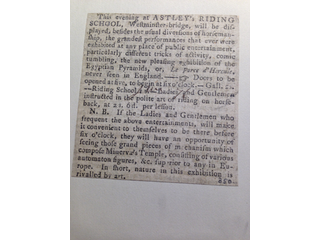 This evening at ASTLEY's RIDING
SCHOOL, Westminster-bridge, will be dis-
played, besides the usual diversions of horseman-
ship, the grandest performances that ever were
exhibited at any place of public entertainment,
particularly different tricks of activity, comic
tumbling, the new pleasing exhibition of the
Egyptian Pyramids, or, La Force d'Hercule,
never seen in England.—Doors to be
opened at five, to begin at six o'clock.—Gall.
—Riding School. Ladies and Gentlemen
instructed in the polite art of riding on horse-
back, at 2s. 6d. per lesson.
N. B. If the Ladies and Gentlemen who
frequent the above entertainments, will make
it convenient to themselves to be there, before
six o'clock, they will have an opportunity of
seeing those grand pieces of mechanism which
compose Minerva's Temple, consisting of various
automaton figures, &c. superior to any in Eu-
rope. In short, nature in this exhibition is
rivalled by art.